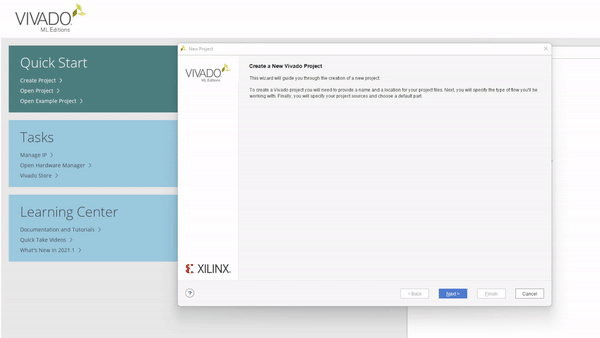 VIVADO
ML Editions
Quick Start
Create Project >
Open Project >
Open Example Project >
Tasks
Manage IP >
Open Hardware Manager >
Vivado Store >
Learning Center
Documentation and Tutorials >
Quick Take Videos >
What's New In 2021.1 >
New Project
VIVADO
ML Editions
Create a New Vivado Project
This wizard will guide you through the creation of a new project.
To create a Vivado project you will need to provide a name and a location for your project files. Next, you will specify the type of flow you'll be
working with. Finally, you will specify your project sources and choose a default part.
XILINX.
?
< Back
Next >
Finish
Cancel